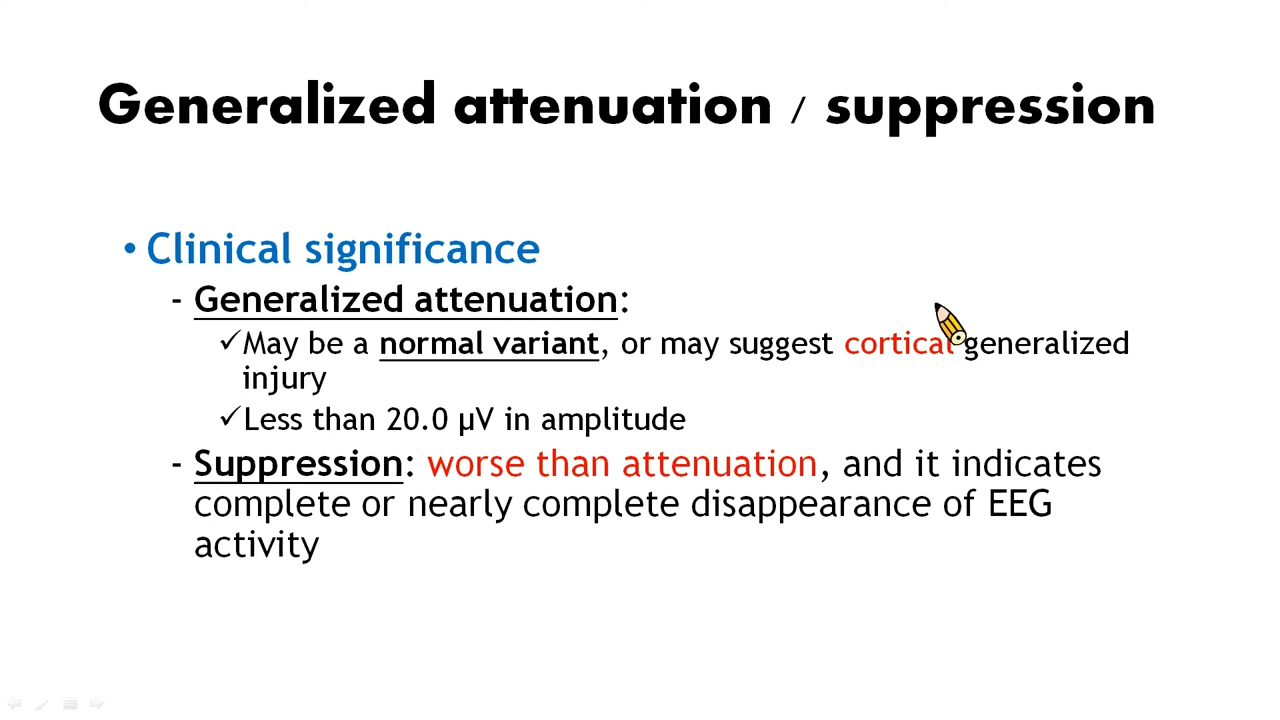 Generalized attenuation / suppression
• Clinical significance
- Generalized attenuation:
✓May be a normal variant, or may suggest cortical generalized
injury
✓Less than 20.0 µV in amplitude
- Suppression: worse than attenuation, and it indicates
complete or nearly complete disappearance of EEG
activity